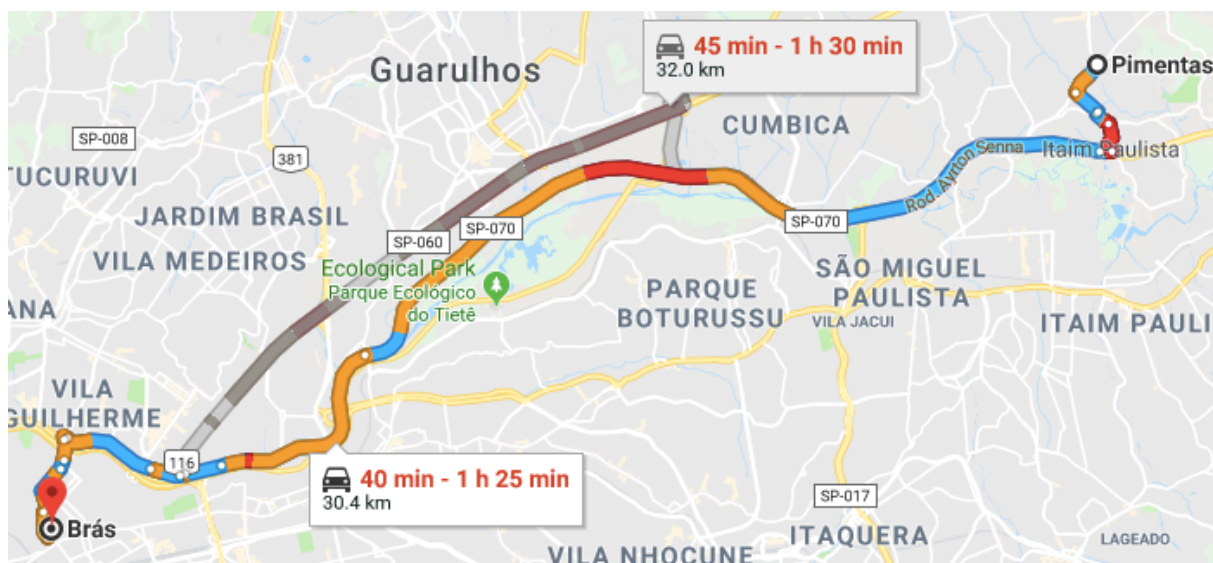 45 min - 1 h 30 min
32.0 km
Guarulhos
Pimentas
SP-008
CUMBICA
381
Itaim Paulista
TUCURUVI
Rod. Ayrton Senna
JARDIM BRASIL
SP-070
SP-070
SP-060
VILA MEDEIROS
Ecological Park
Parque Ecológico
do Tietê
SÃO MIGUEL
PAULISTA
PARQUE
BOTURUSSU
ANA
VILA JACUI
ITAIM PAULI
VILA
GUILHERME
116
40 min - 1 h 25 min
30.4 km
SP-017
Brás
ITAQUERA
LAGEADO
VILA NHOCUNE